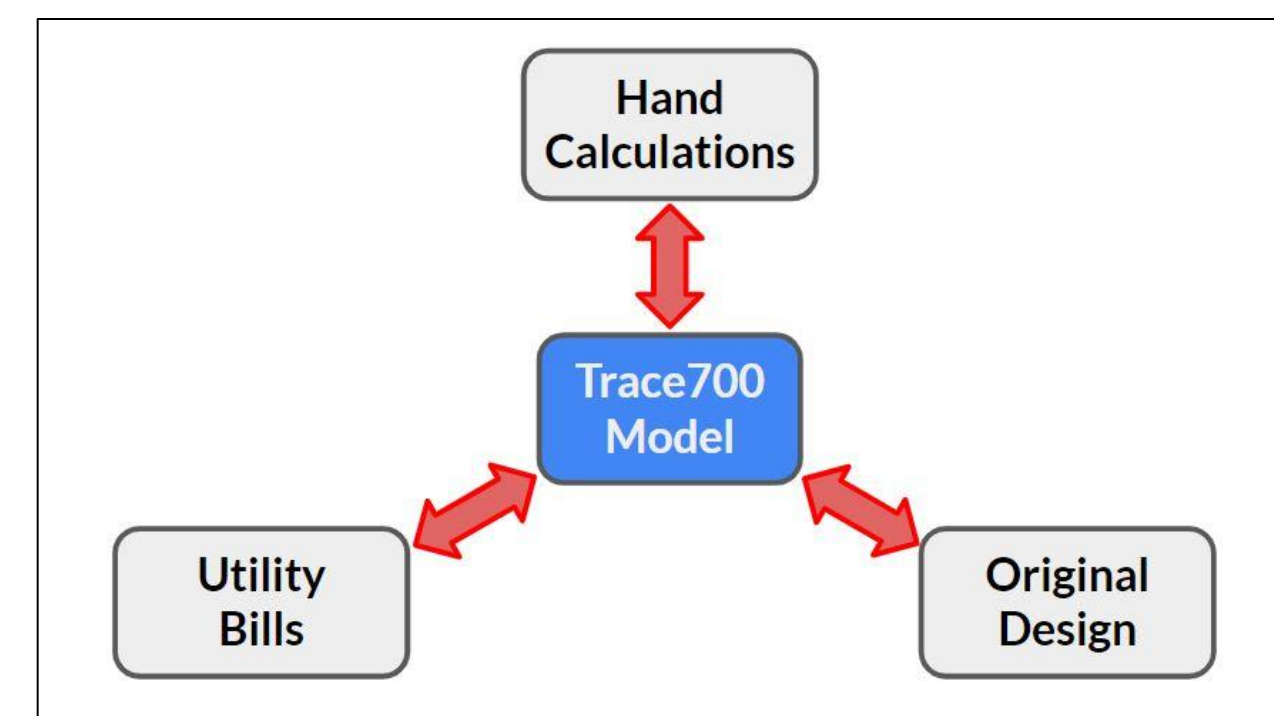 Hand
Calculations
Trace700
Model
Utility
Bills
Original
Design